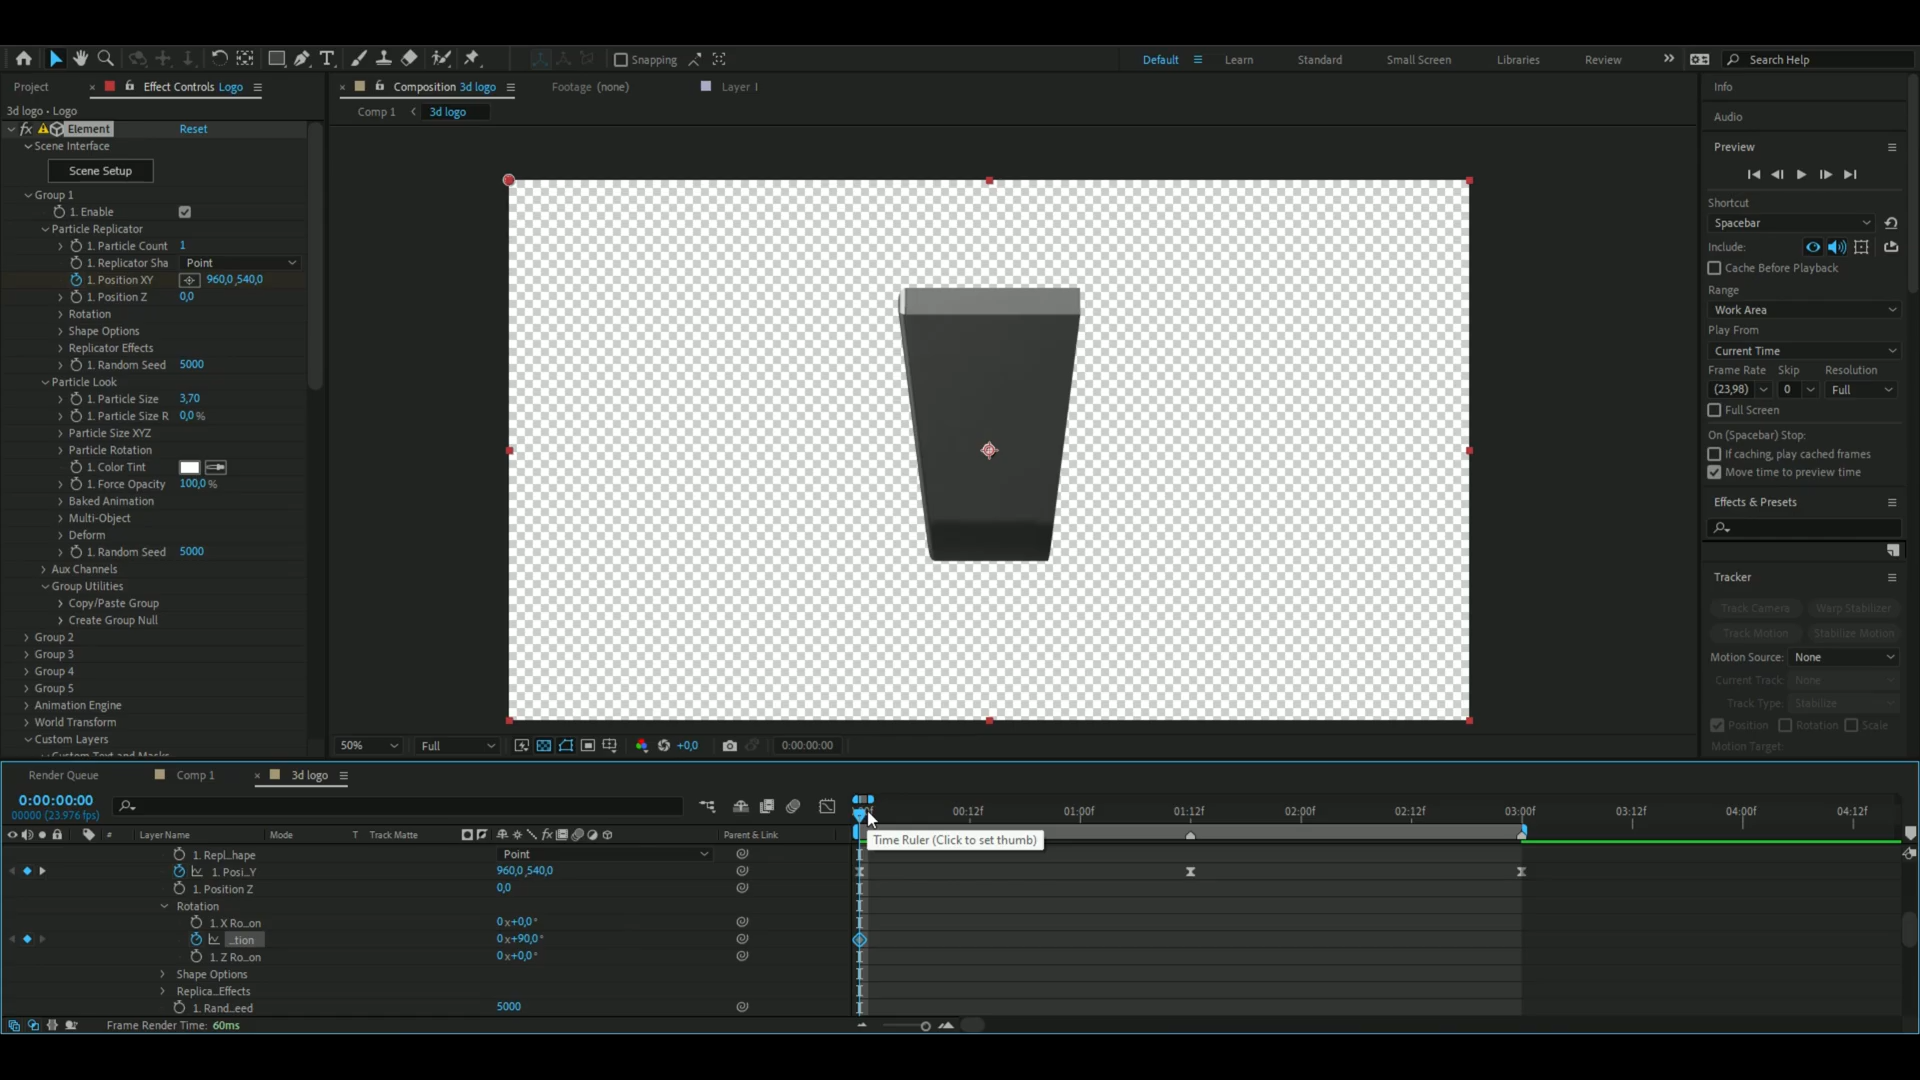 Snapping
Default
Learn
Standard
Small Screen
Libraries
Review
Search Help
Project
Effect Controls Logo
Composition 3d logo
Footage (none)
Layer I
Info
3d logo • Logo
Comp 1
3d logo
Audio
fx Element Reset
Scene Interface
Scene Setup
Group 1
1. Enable
Particle Replicator
1. Particle Count 1
1. Replicator Sha Point
1. Position XY 960,0 ,540,0
1. Position Z 0,0
Rotation
Shape Options
Replicator Effects
1. Random Seed 5000
Particle Look
1. Particle Size 3,70
1. Particle Size R 0,0 %
Particle Size XYZ
Particle Rotation
1. Color Tint
1. Force Opacity 100,0 %
Baked Animation
Multi-Object
Deform
1. Random Seed 5000
Aux Channels
Group Utilities
Copy/Paste Group
Create Group Null
Group 2
Group 3
Group 4
Group 5
Animation Engine
World Transform
Custom Layers
Custom Text and Masks
50%
Full
+0,0
0:00:00:00
Preview
Shortcut
Spacebar
Include:
Cache Before Playback
Range
Work Area
Play From
Current Time
Frame Rate Skip Resolution
(23,98) 0 Full
Full Screen
On (Spacebar) Stop:
If caching, play cached frames
Move time to preview time
Effects & Presets
Tracker
Track Camera Warp Stabilizer
Track Motion Stabilize Motion
Motion Source: None
Current Track: None
Track Type: Stabilize
Position Rotation Scale
Motion Target:
Render Queue
Comp 1
3d logo
0:00:00:00
00000 (23.976 fps)
00:12f 01:00f 01:12f 02:00f 02:12f 03:00f 03:12f 04:00f 04:12f
# Layer Name Mode T Track Matte Parent & Link
Time Ruler (Click to set thumb)
1. Repl_hape Point
1. Posi...Y 960,0 ,540,0
1. Position Z 0,0
Rotation
1. X Ro...on 0 x+0,0°
...tion 0 x+90,0°
1. Z Ro...on 0 x+0,0°
Shape Options
Replica...Effects
1. Rand...eed 5000
Frame Render Time: 60ms